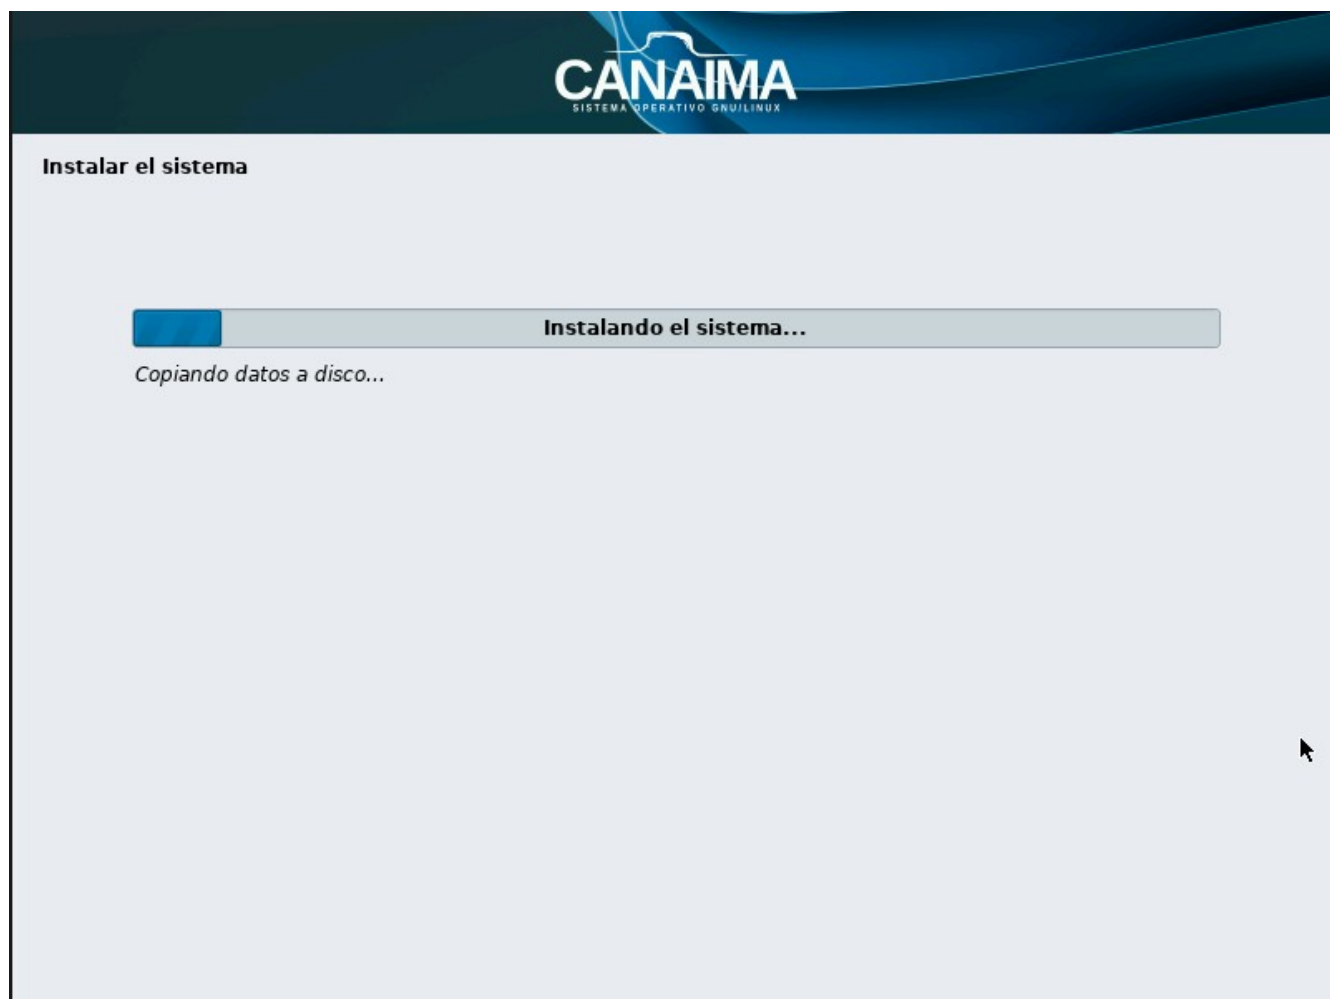 CANAIMA
SISTEMA OPERATIVO GNU/LINUX
Instalar el sistema
Instalando el sistema...
Copiando datos a disco...